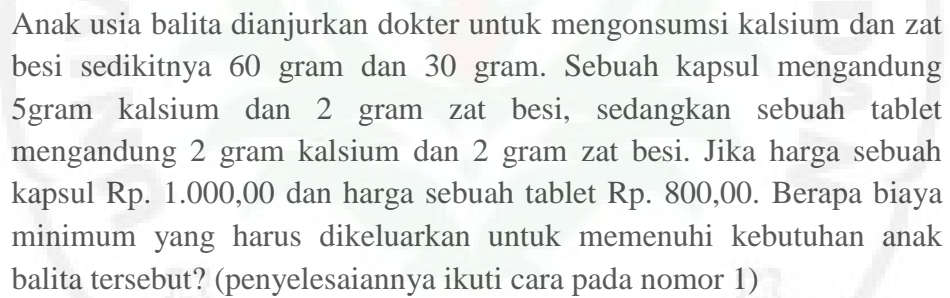 Anak usia balita dianjurkan dokter untuk mengonsumsi kalsium dan zat
besi sedikitnya 60 gram dan 30 gram. Sebuah kapsul mengandung
5gram kalsium dan 2 gram zat besi, sedangkan sebuah tablet
mengandung 2 gram kalsium dan 2 gram zat besi. Jika harga sebuah
kapsul Rp. 1.000,00 dan harga sebuah tablet Rp. 800,00. Berapa biaya
minimum yang harus dikeluarkan untuk memenuhi kebutuhan anak
balita tersebut? (penyelesaiannya ikuti cara pada nomor 1)